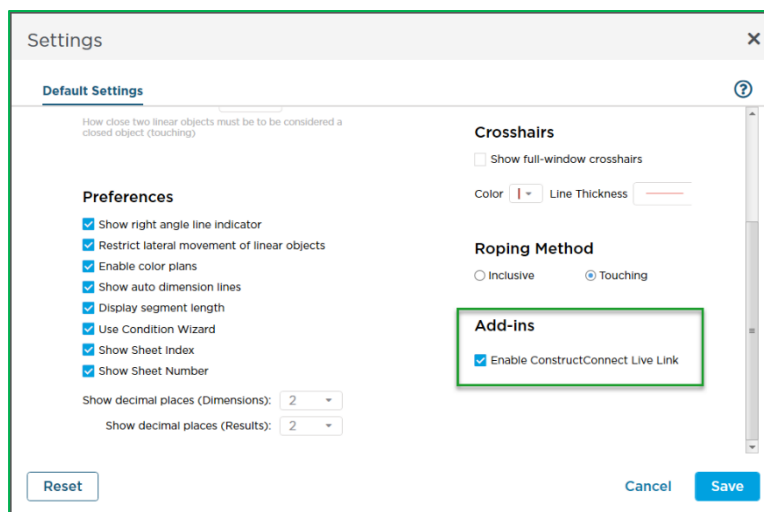 Settings
Default Settings
How close two linear objects must be to be considered a
closed object (touching)
Preferences
Show right angle line indicator
Restrict lateral movement of linear objects
Enable color plans
Show auto dimension lines
Display segment length
Use Condition Wizard
Show Sheet Index
Show Sheet Number
Show decimal places (Dimensions): 2
Show decimal places (Results): 2
Crosshairs
Show full-window crosshairs
Color Line Thickness
Roping Method
Inclusive Touching
Add-ins
Enable ConstructConnect Live Link
Reset Cancel Save